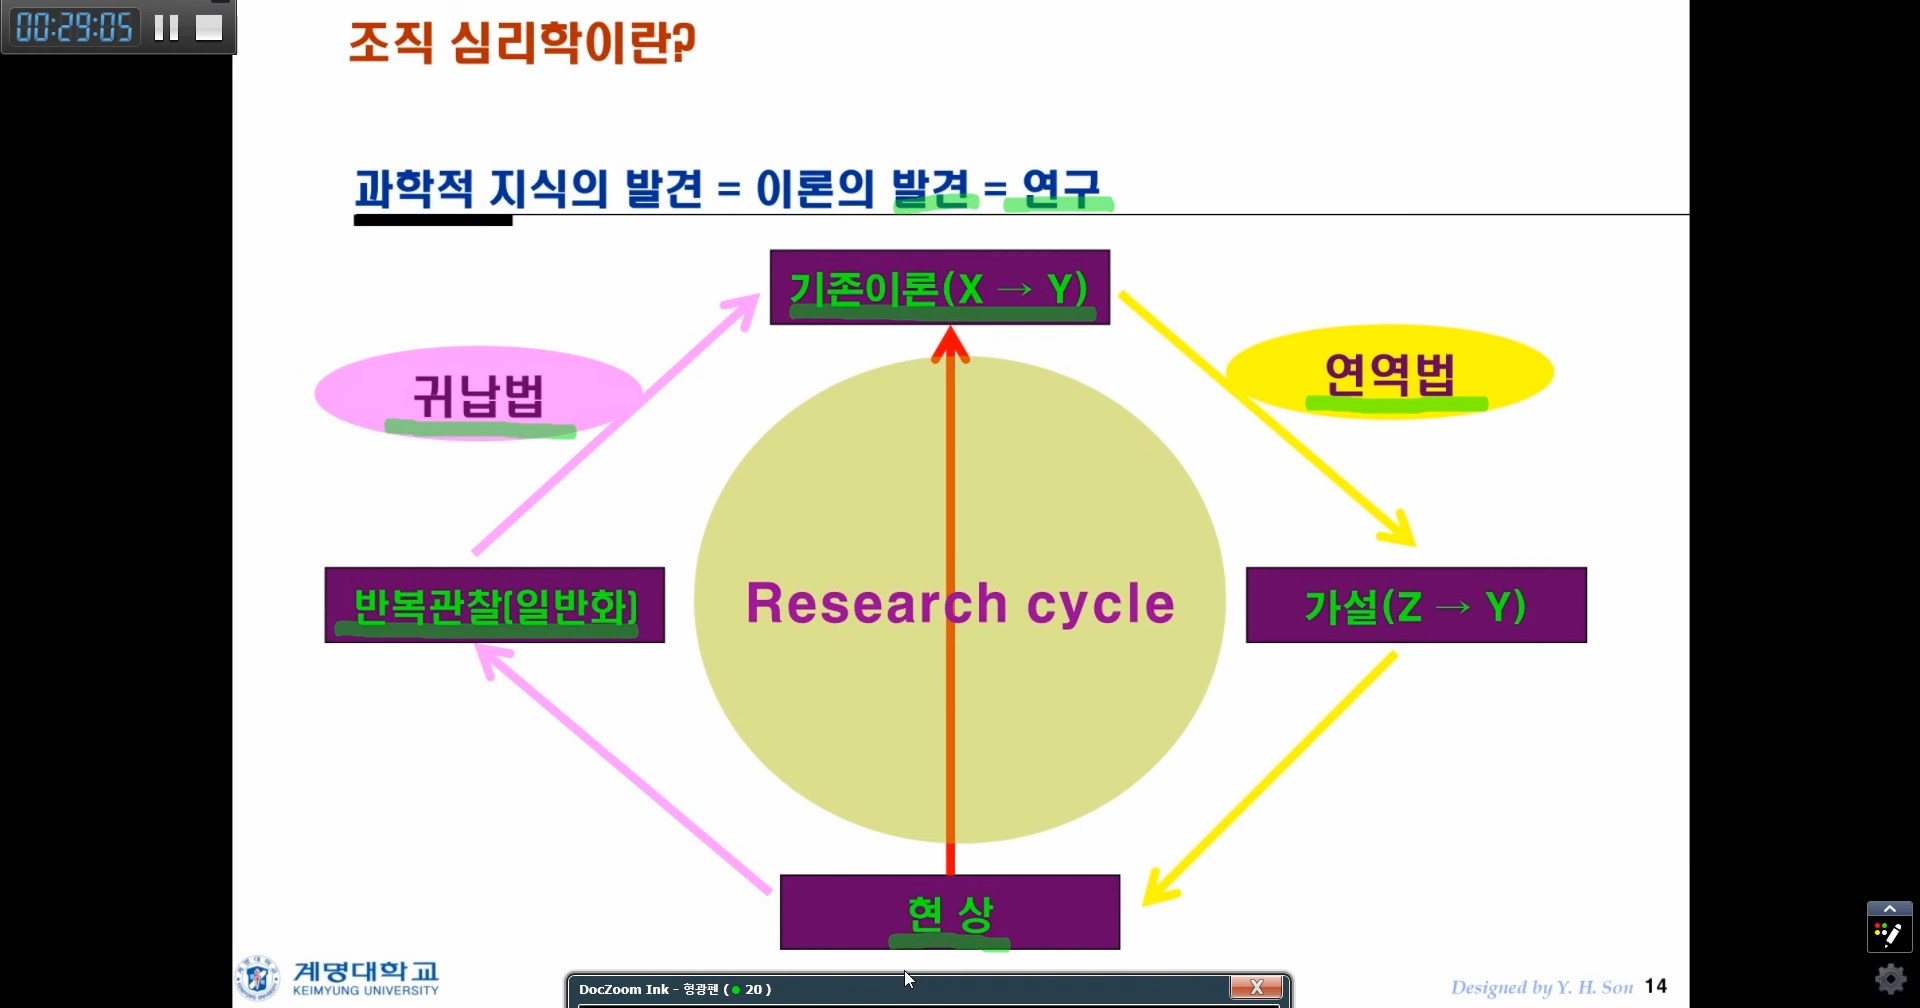 00:29:05
조직 심리학이란?
과학적 지식의 발견 = 이론의 발견 = 연구
기존이론(X → Y)
귀납법
연역법
반복관찰(일반화)
Research cycle
가설(Z → Y)
현 상
계명대학교
KEIMYUNG UNIVERSITY
DocZoom Ink - 형광펜 ( 20 )
Designed by Y. H. Son 14